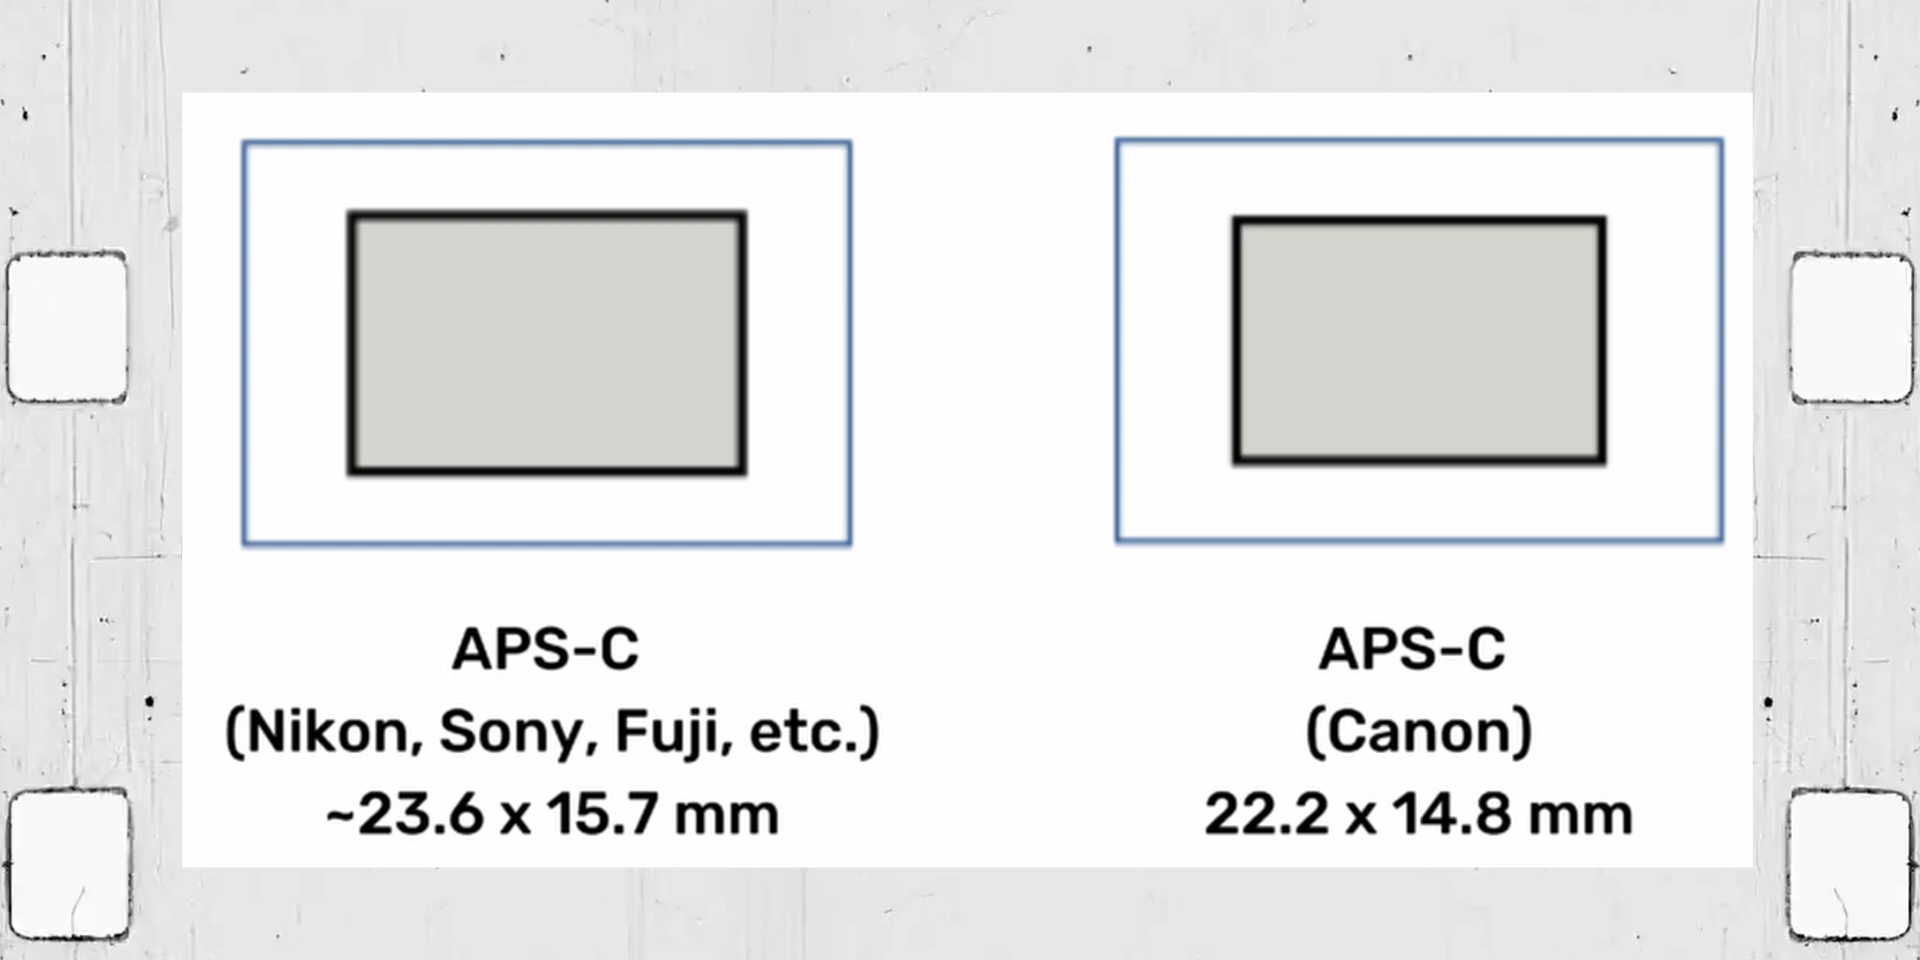 APS-C
(Nikon, Sony, Fuji, etc.)
~23.6 x 15.7 mm
APS-C
(Canon)
22.2 x 14.8 mm